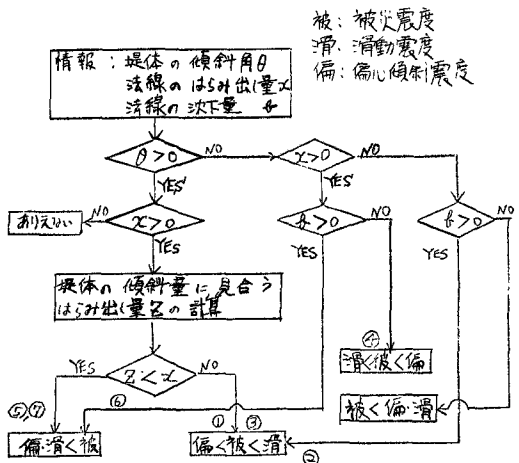 被：被災震度
滑：滑動震度
偏：偏心傾斜震度
情報：堤体の傾斜角θ
法線のはらみ出し量x
法線の沈下量
θ>0
NO
x>0
NO
YES
YES
ありえない
NO
x>0
YES
>0
NO
YES
>0
NO
YES
堤体の傾斜量に見合う
はらみ出し量Zの計算
YES
Z<x
NO
④
滑<被<偏
⑤,⑦
⑥
①
③
被<偏・滑
偏・滑<被
偏<被<滑
②